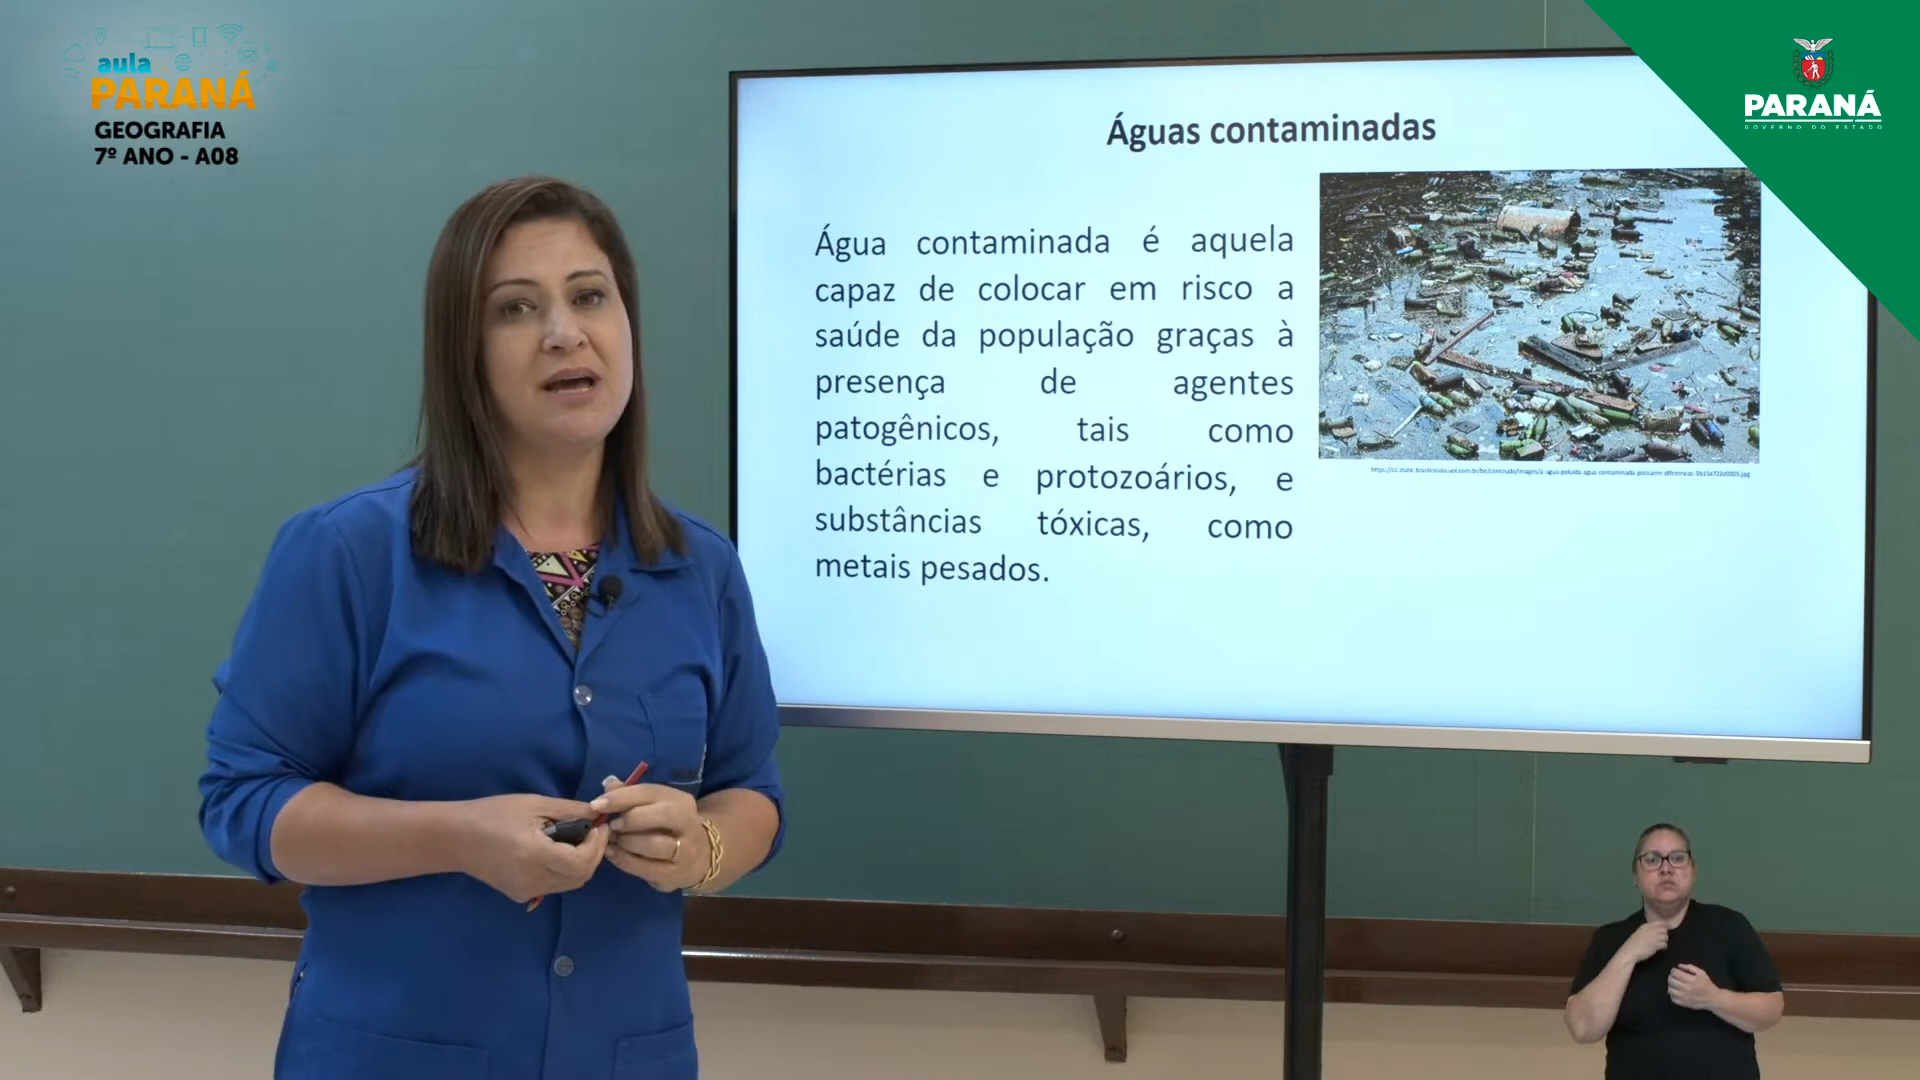 aula
PARANÁ
GEOGRAFIA
7º ANO - A08
PARANÁ
GOVERNO DO ESTADO
Águas contaminadas
Água contaminada é aquela
capaz de colocar em risco a
saúde da população graças à
presença de agentes
patogênicos, tais como
bactérias e protozoários, e
substâncias tóxicas, como
metais pesados.